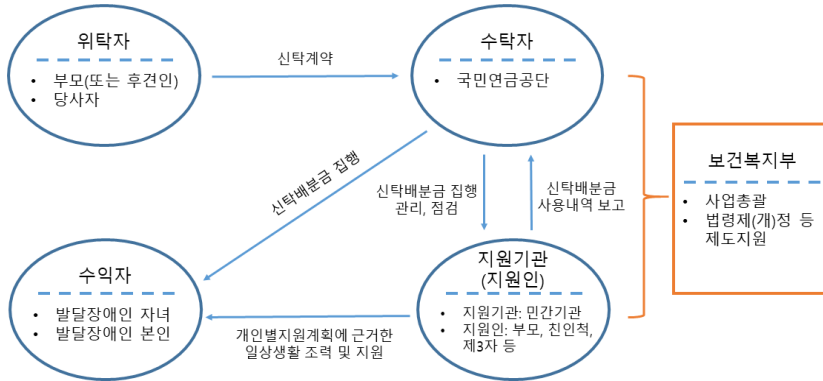 위탁자
• 부모(또는 후견인)
• 당사자
신탁계약
수탁자
• 국민연금공단
신탁배분금 집행
신탁배분금 집행
관리, 점검
신탁배분금
사용내역 보고
보건복지부
• 사업총괄
• 법령제(개)정 등
제도지원
수익자
• 발달장애인 자녀
• 발달장애인 본인
개인별지원계획에 근거한
일상생활 조력 및 지원
지원기관
(지원인)
• 지원기관: 민간기관
• 지원인: 부모, 친인척,
제3자 등